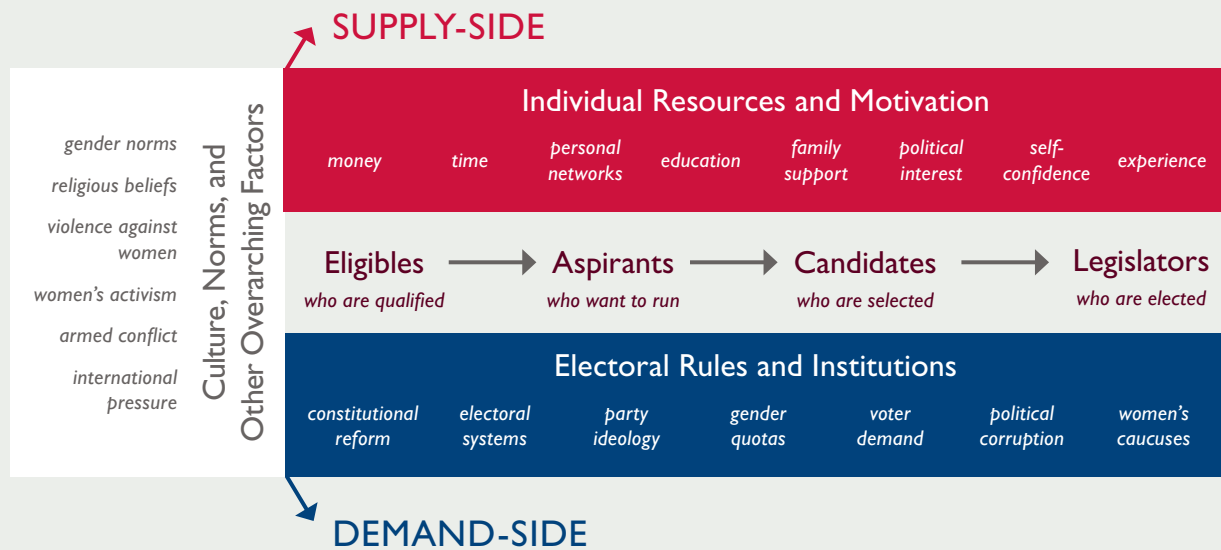 SUPPLY-SIDE
gender norms
religious beliefs
violence against
women
women's activism
armed conflict
international
pressure
Culture, Norms, and
Other Overarching Factors
Individual Resources and Motivation
money
time
personal
networks
education
family
support
political
interest
self-
confidence
experience
Eligibles
who are qualified
Aspirants
who want to run
Candidates
who are selected
Legislators
who are elected
Electoral Rules and Institutions
constitutional
reform
electoral
systems
party
ideology
gender
quotas
voter
demand
political
corruption
women's
caucuses
DEMAND-SIDE